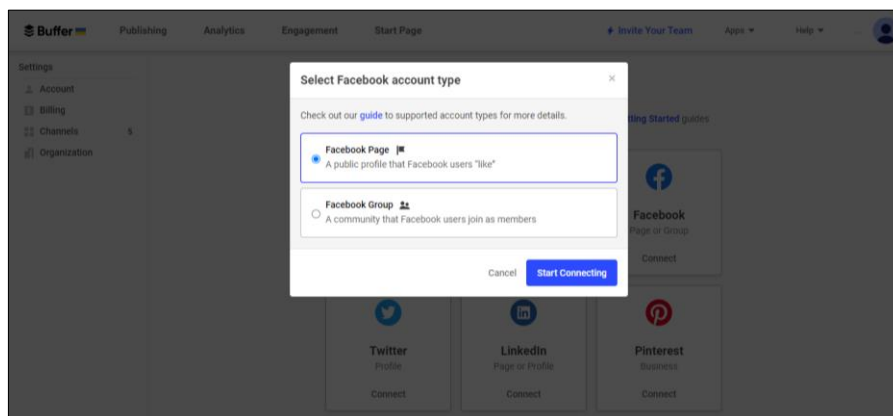 Buffer
Publishing
Analytics
Engagement
Start Page
Invite Your Team
Apps
Help
Settings
Account
Billing
Channels 5
Organization
Select Facebook account type
Check out our guide to supported account types for more details.
Facebook Page
A public profile that Facebook users "like"
Facebook Group
A community that Facebook users join as members
Cancel
Start Connecting
tting Started guides
Facebook
Page or Group
Connect
Twitter
Profile
Connect
LinkedIn
Page or Profile
Connect
Pinterest
Business
Connect